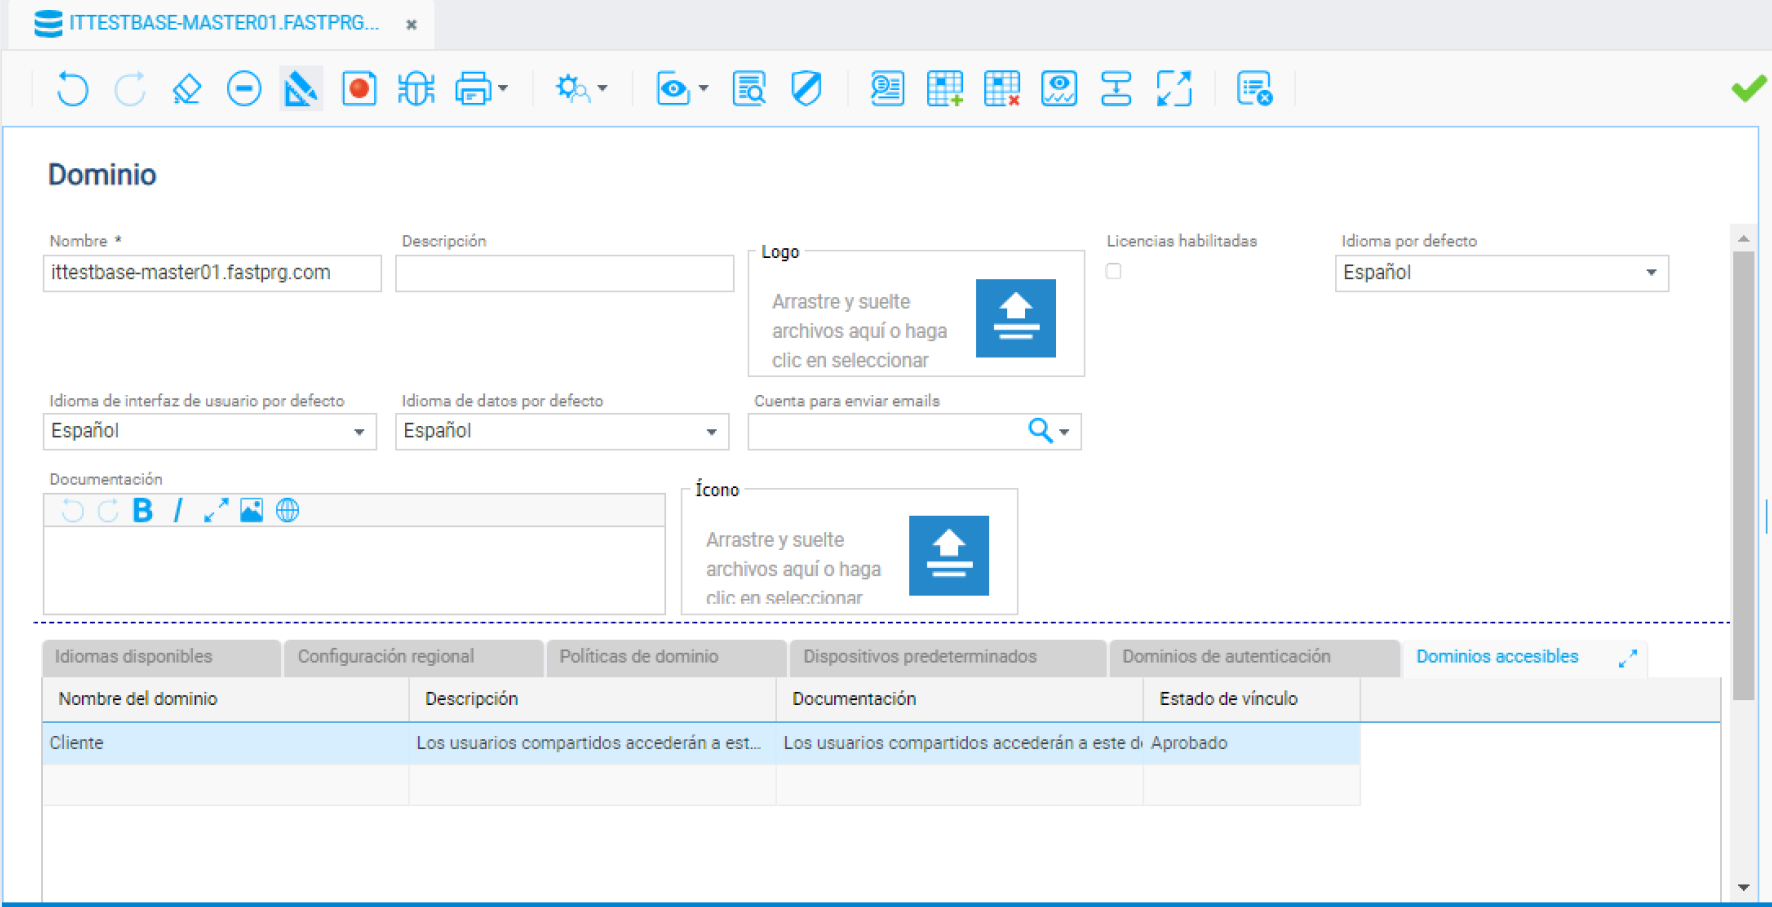 ITTESTBASE-MASTER01.FASTPRG...
Dominio
Nombre *
Descripción
Logo
Licencias habilitadas
Idioma por defecto
ittestbase-master01.fastprg.com
Arrastre y suelte
archivos aquí o haga
clic en seleccionar
Español
Idioma de interfaz de usuario por defecto
Idioma de datos por defecto
Cuenta para enviar emails
Español
Español
Documentación
Ícono
B I
Arrastre y suelte
archivos aquí o haga
clic en seleccionar
Idiomas disponibles
Configuración regional
Políticas de dominio
Dispositivos predeterminados
Dominios de autenticación
Dominios accesibles
Nombre del dominio
Descripción
Documentación
Estado de vínculo
Cliente
Los usuarios compartidos accederán a est...
Los usuarios compartidos accederán a este d
Aprobado